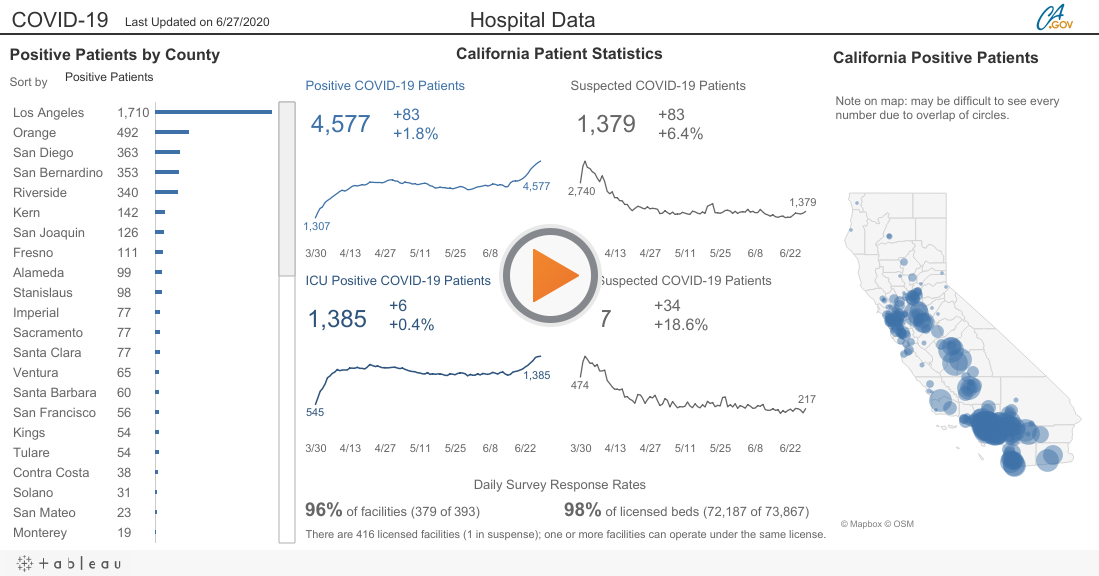 COVID-19 Last Updated on 6/27/2020
Hospital Data
CA.GOV
Positive Patients by County
Sort by Positive Patients
Los Angeles 1,710
Orange 492
San Diego 363
San Bernardino 353
Riverside 340
Kern 142
San Joaquin 126
Fresno 111
Alameda 99
Stanislaus 98
Imperial 77
Sacramento 77
Santa Clara 77
Ventura 65
Santa Barbara 60
San Francisco 56
Kings 54
Tulare 54
Contra Costa 38
Solano 31
San Mateo 23
Monterey 19
California Patient Statistics
Positive COVID-19 Patients
4,577
+83
+1.8%
4,577
1,307
3/30 4/13 4/27 5/11 5/25 6/8
Suspected COVID-19 Patients
1,379
+83
+6.4%
2,740
1,379
4/13 4/27 5/11 5/25 6/8 6/22
ICU Positive COVID-19 Patients
1,385
+6
+0.4%
1,385
545
3/30 4/13 4/27 5/11 5/25 6/8 6/22
Suspected COVID-19 Patients
7
+34
+18.6%
474
217
3/30 4/13 4/27 5/11 5/25 6/8 6/22
Daily Survey Response Rates
96% of facilities (379 of 393)
98% of licensed beds (72,187 of 73,867)
There are 416 licensed facilities (1 in suspense); one or more facilities can operate under the same license.
California Positive Patients
Note on map: may be difficult to see every
number due to overlap of circles.
© Mapbox © OSM
+ a b l e a u